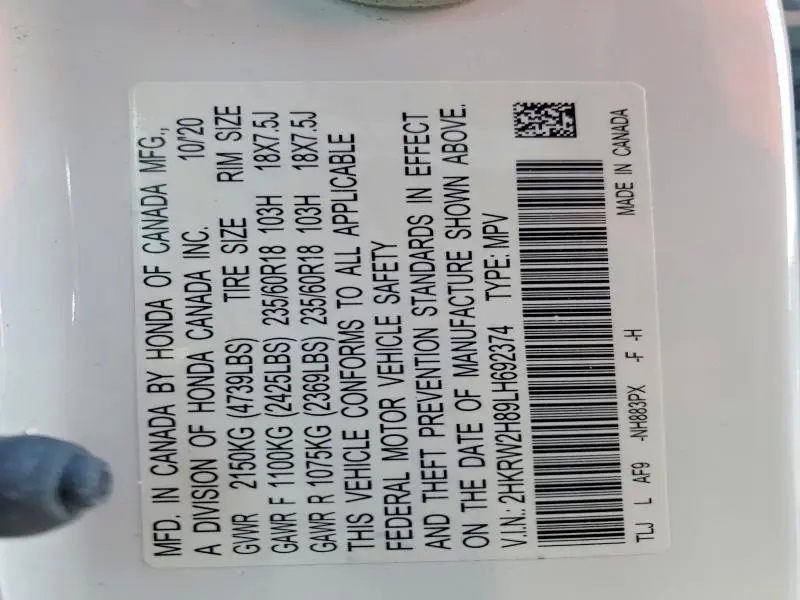 MFD. IN CANADA BY HONDA OF CANADA MFG.,
A DIVISION OF HONDA CANADA INC. 10/'20
GVWR 2150KG (4739LBS) TIRE SIZE RIM SIZE
GAWR F 1100KG (2425LBS) 235/60R18 103H 18X7.5J
GAWR R 1075KG (2369LBS) 235/60R18 103H 18X7.5J
THIS VEHICLE CONFORMS TO ALL APPLICABLE
FEDERAL MOTOR VEHICLE SAFETY
AND THEFT PREVENTION STANDARDS IN EFFECT
ON THE DATE OF MANUFACTURE SHOWN ABOVE.
V.I.N.: 2HKRW2H89LH692374 TYPE: MPV
TLJ L AF9 -NH883PX -F -H MADE IN CANADA